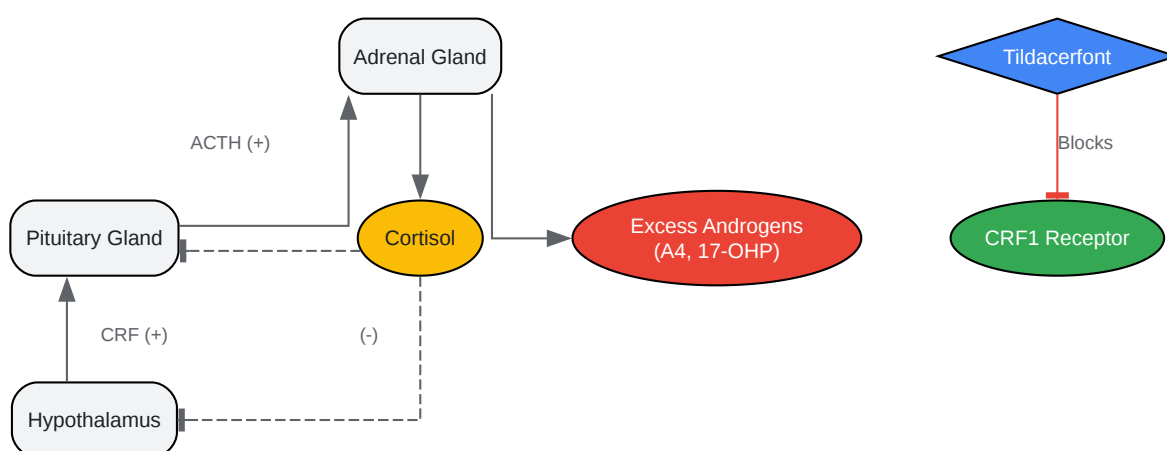 Adrenal Gland
Tildacerfont
ACTH (+)
Blocks
Pituitary Gland
Cortisol
Excess Androgens
(A4, 17-OHP)
CRF1 Receptor
CRF (+)
(-)
Hypothalamus